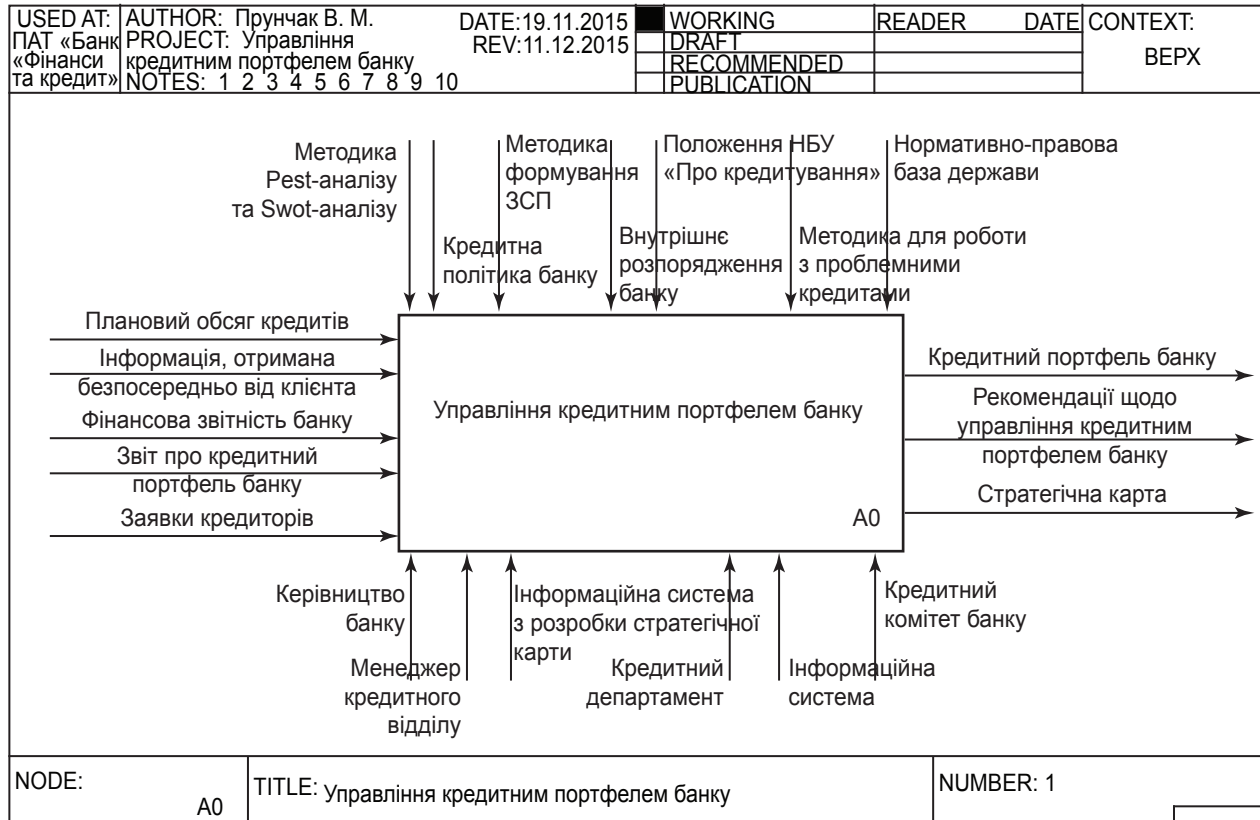 USED AT:
ПАТ «Банк
«Фінанси
та кредит»
AUTHOR: Прунчак В. М.
PROJECT: Управління
кредитним портфелем банку
NOTES: 1 2 3 4 5 6 7 8 9 10
DATE:19.11.2015
REV:11.12.2015
WORKING
DRAFT
RECOMMENDED
PUBLICATION
READER DATE
CONTEXT:
ВЕРХ
Методика
Pest-аналізу
та Swot-аналізу
Кредитна
політика банку
Методика
формування
ЗСП
Внутрішнє
розпорядження
банку
Положення НБУ
«Про кредитування»
Методика для роботи
з проблемними
кредитами
Нормативно-правова
база держави
Плановий обсяг кредитів
Інформація, отримана
безпосередньо від клієнта
Фінансова звітність банку
Звіт про кредитний
портфель банку
Заявки кредиторів
Управління кредитним портфелем банку
A0
Кредитний портфель банку
Рекомендації щодо
управління кредитним
портфелем банку
Стратегічна карта
Керівництво
банку
Менеджер
кредитного
відділу
Інформаційна система
з розробки стратегічної
карти
Кредитний
департамент
Інформаційна
система
Кредитний
комітет банку
NODE:
A0
TITLE: Управління кредитним портфелем банку
NUMBER: 1